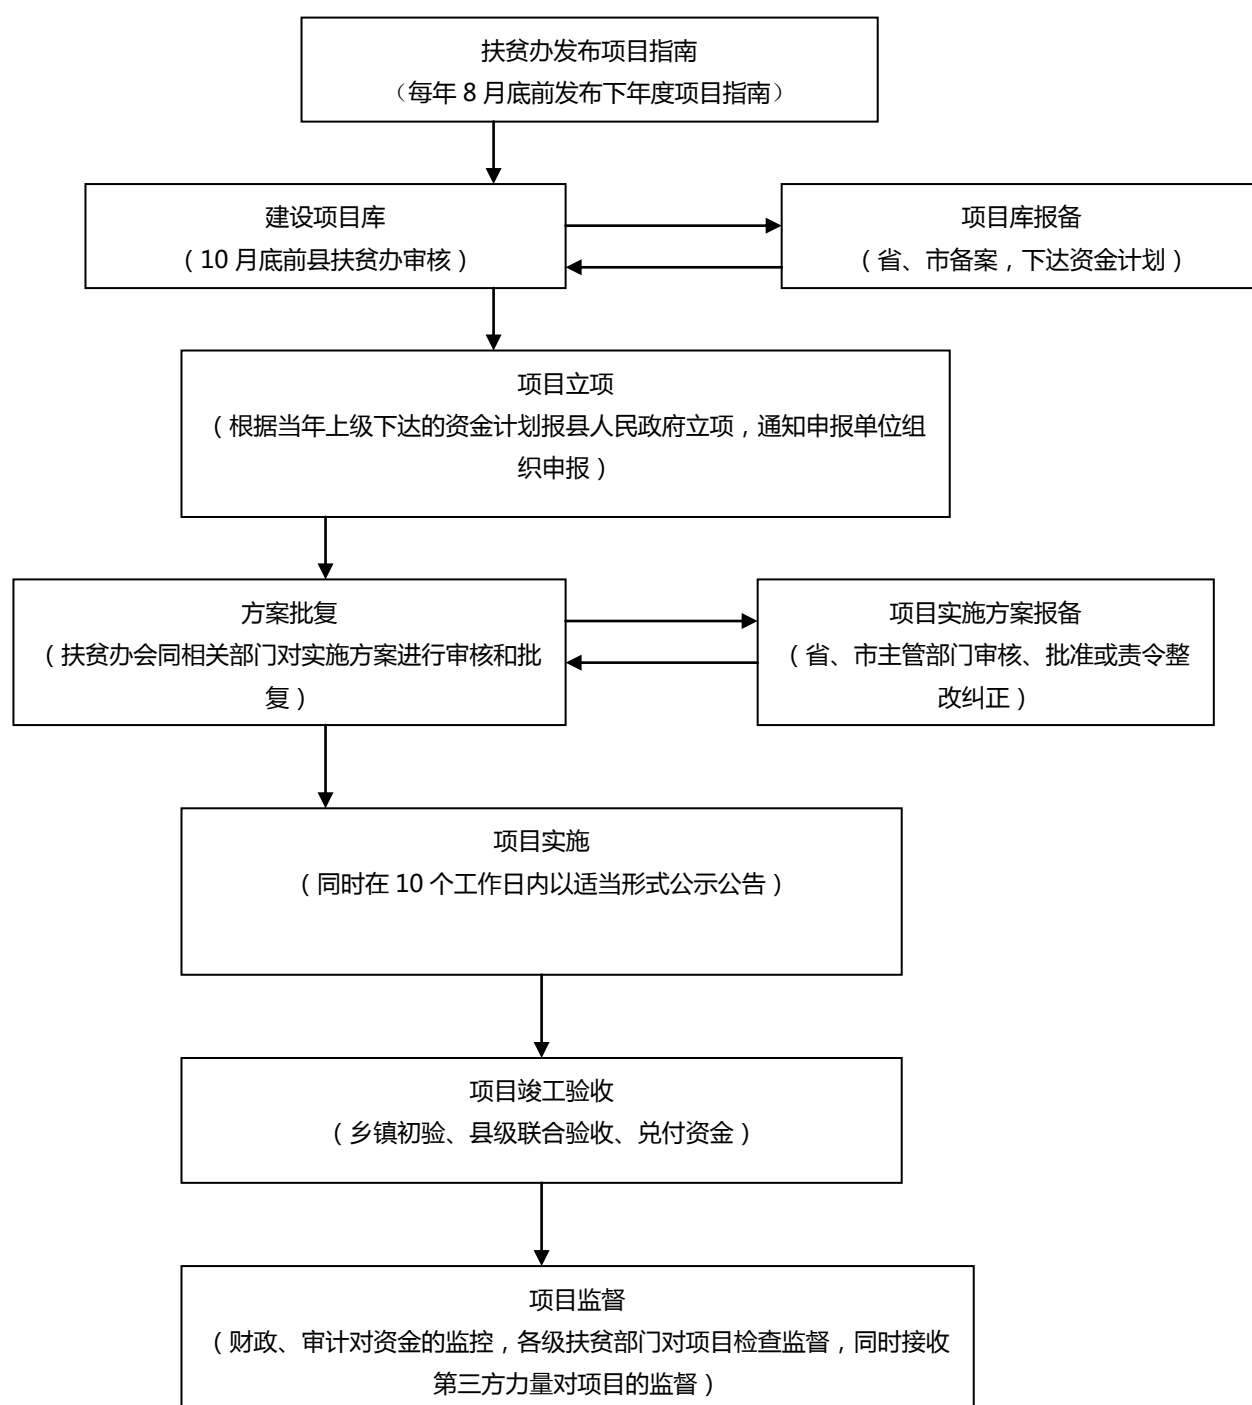 扶贫办发布项目指南
（每年 8 月底前发布下年度项目指南）
建设项目库
（10 月底前县扶贫办审核）
项目库报备
（省、市备案，下达资金计划）
项目立项
（根据当年上级下达的资金计划报县人民政府立项，通知申报单位组
织申报）
方案批复
（扶贫办会同相关部门对实施方案进行审核和批
复）
项目实施方案报备
（省、市主管部门审核、批准或责令整
改纠正）
项目实施
（同时在 10 个工作日内以适当形式公示公告）
项目竣工验收
（乡镇初验、县级联合验收、兑付资金）
项目监督
（财政、审计对资金的监控，各级扶贫部门对项目检查监督，同时接收
第三方力量对项目的监督）